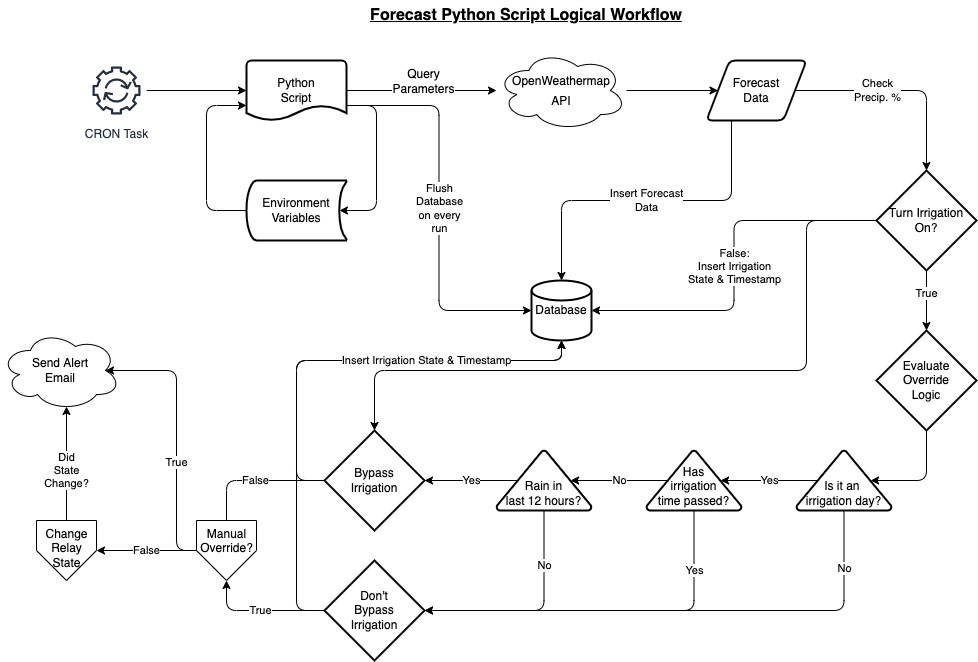 Forecast Python Script Logical Workflow
CRON Task
Python
Script
Query
Parameters
OpenWeathermap
API
Forecast
Data
Check
Precip. %
Environment
Variables
Flush
Database
on every
run
Insert Forecast
Data
Turn Irrigation
On?
False:
Insert Irrigation
State & Timestamp
True
Database
Evaluate
Override
Logic
Insert Irrigation State & Timestamp
Send Alert
Email
Did
State
Change?
True
False
Bypass
Irrigation
Yes
Rain in
last 12 hours?
No
Has
irrigation
time passed?
Yes
Is it an
irrigation day?
Change
Relay
State
False
Manual
Override?
No
Yes
No
True
Don't
Bypass
Irrigation